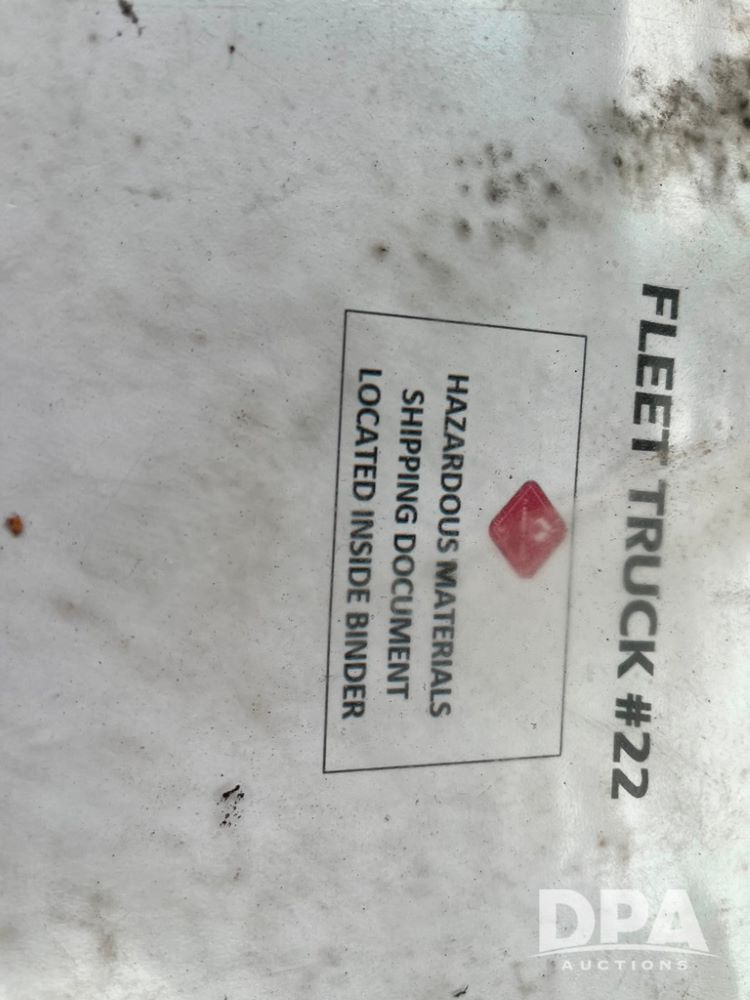 FLEET TRUCK #22
HAZARDOUS MATERIALS
SHIPPING DOCUMENT
LOCATED INSIDE BINDER
DPA
AUCTIONS